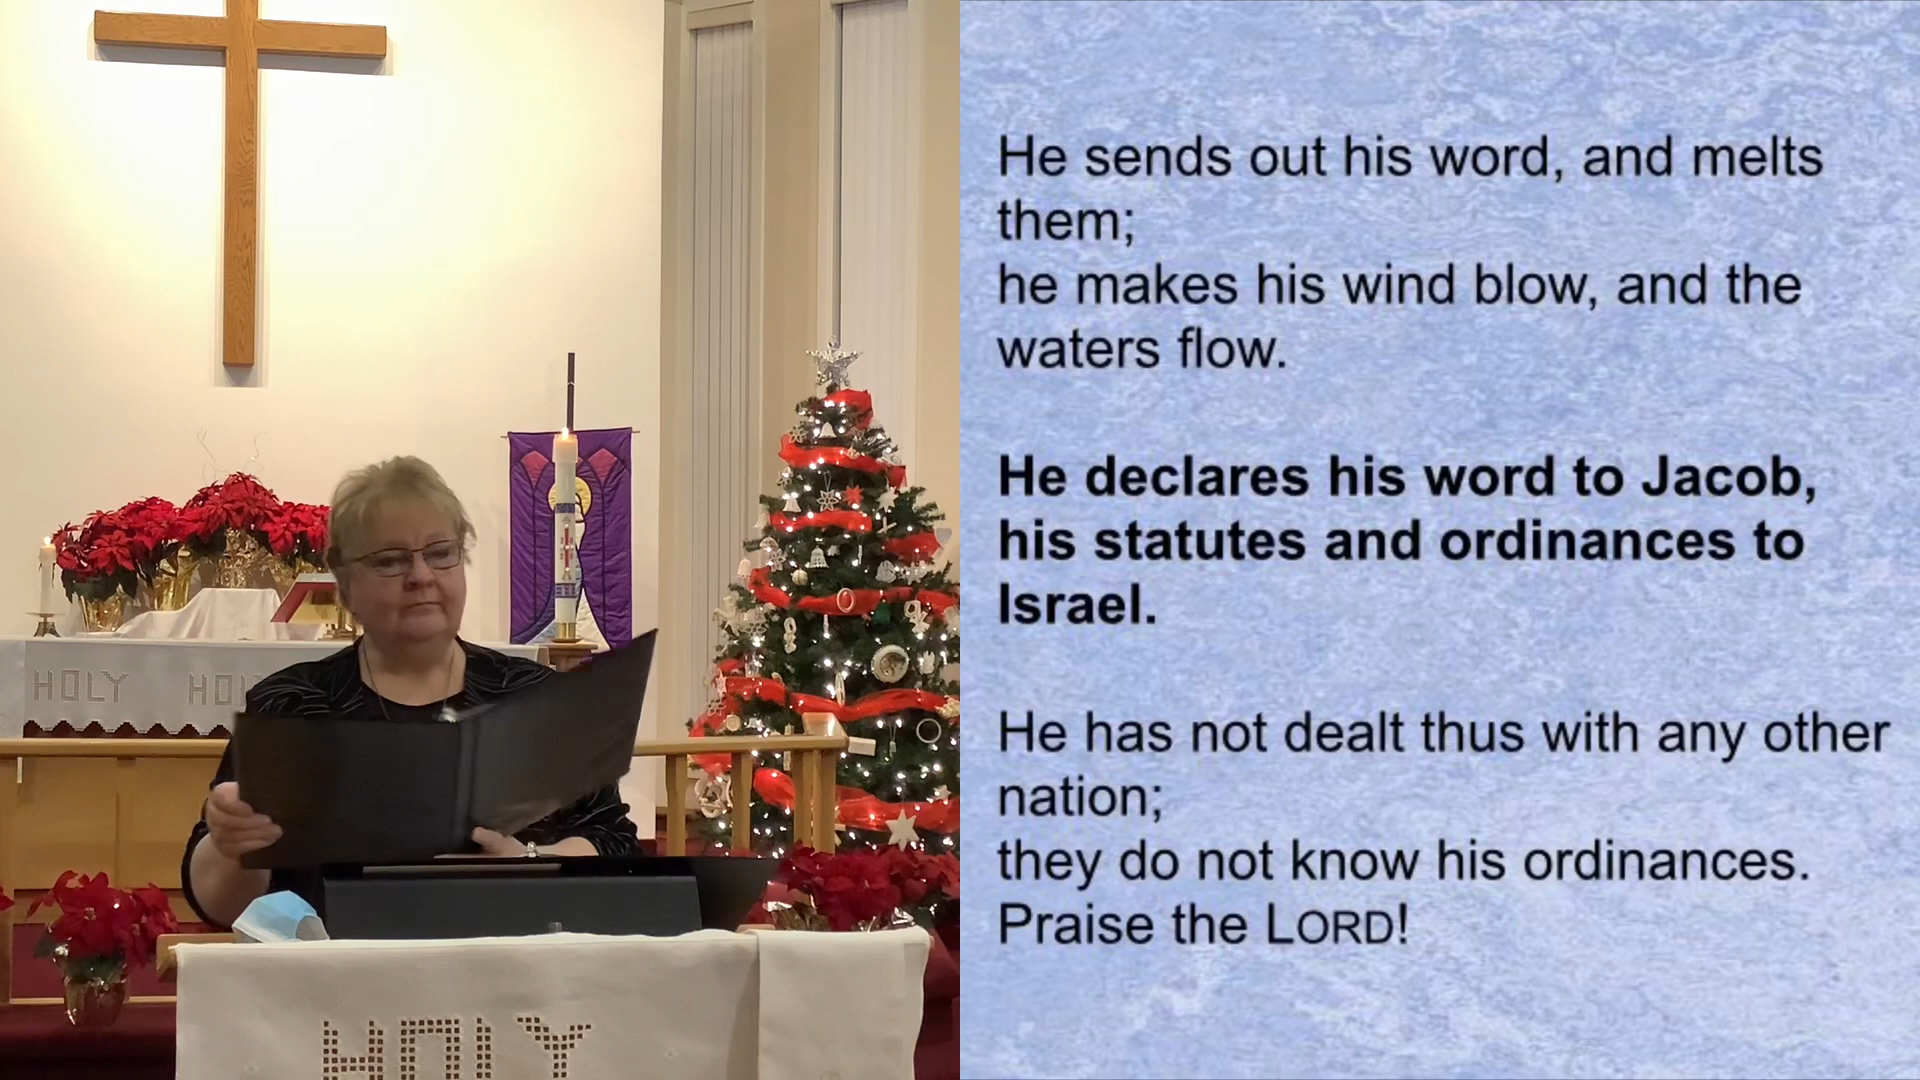 HOLY HOL
HOLY
He sends out his word, and melts
them;
he makes his wind blow, and the
waters flow.
He declares his word to Jacob,
his statutes and ordinances to
Israel.
He has not dealt thus with any other
nation;
they do not know his ordinances.
Praise the LORD!